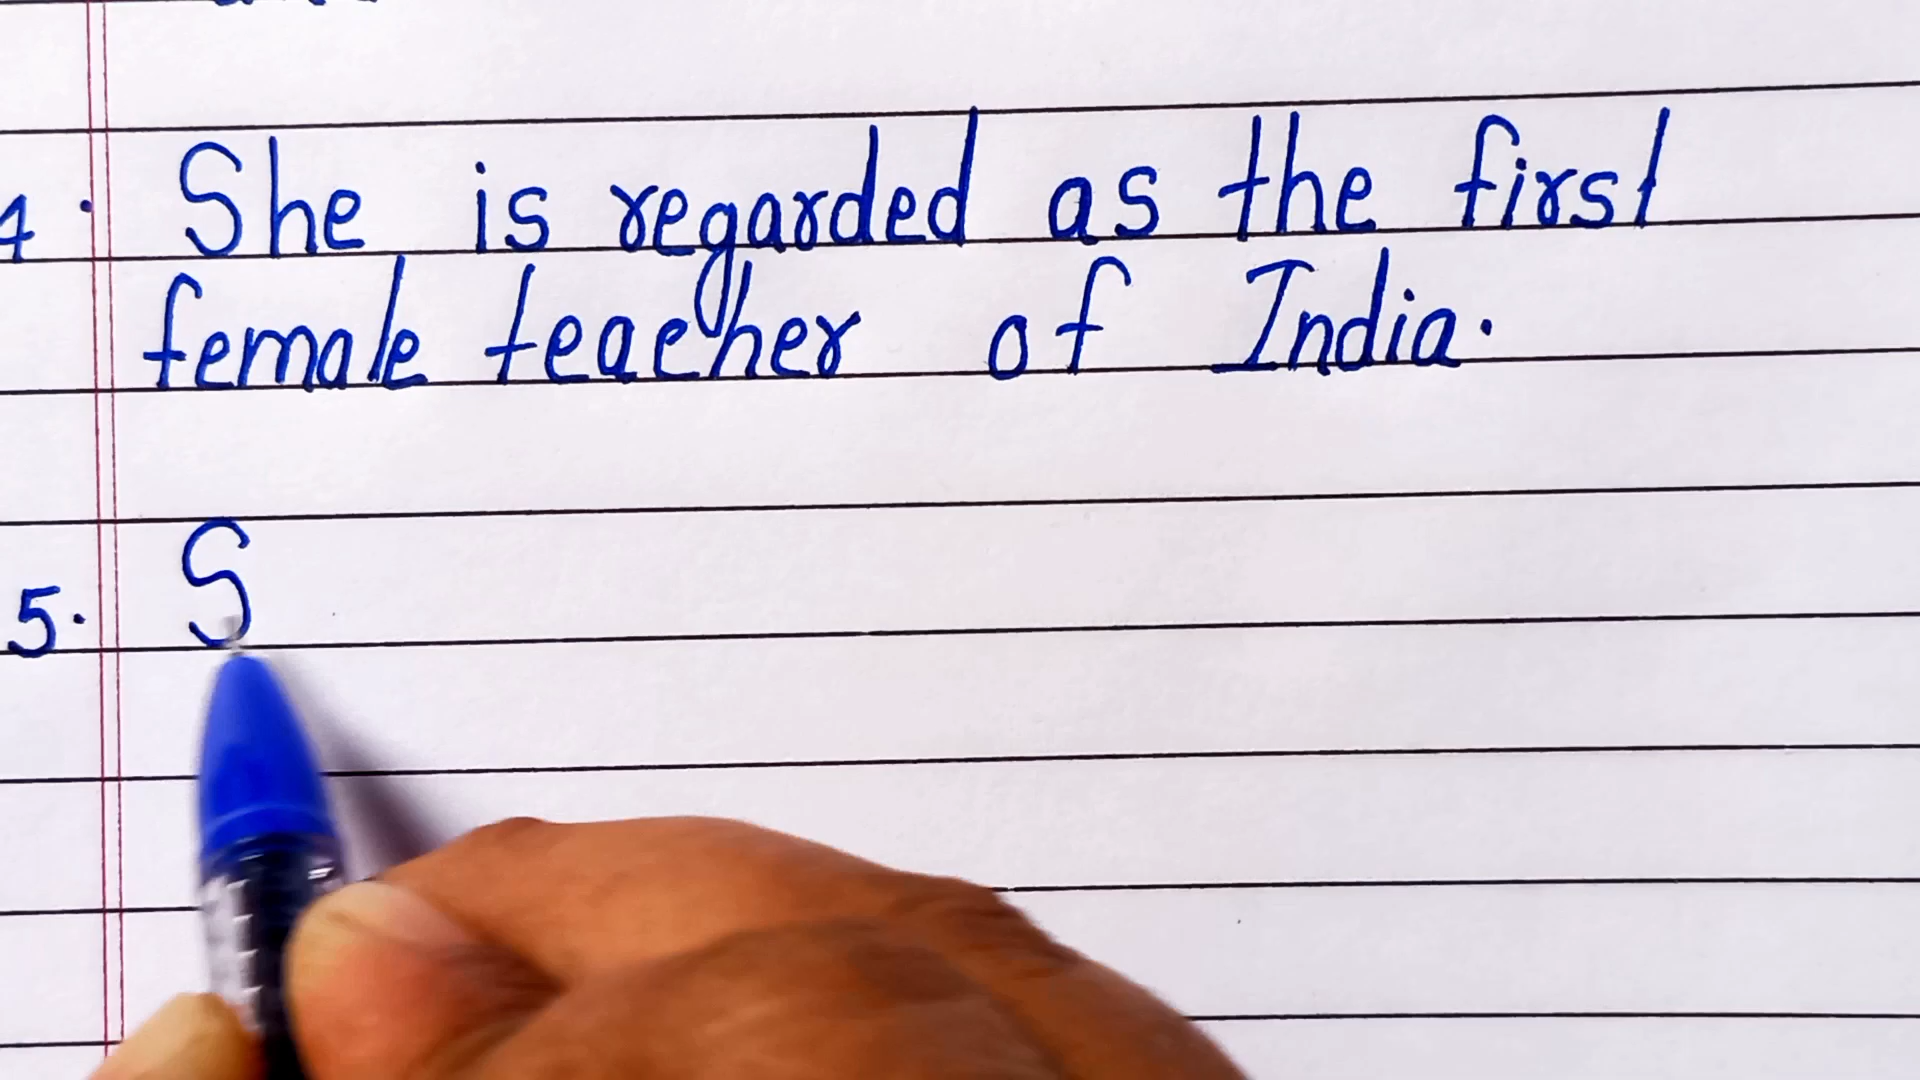 4. She is regarded as the first
female teacher of India.
5. S